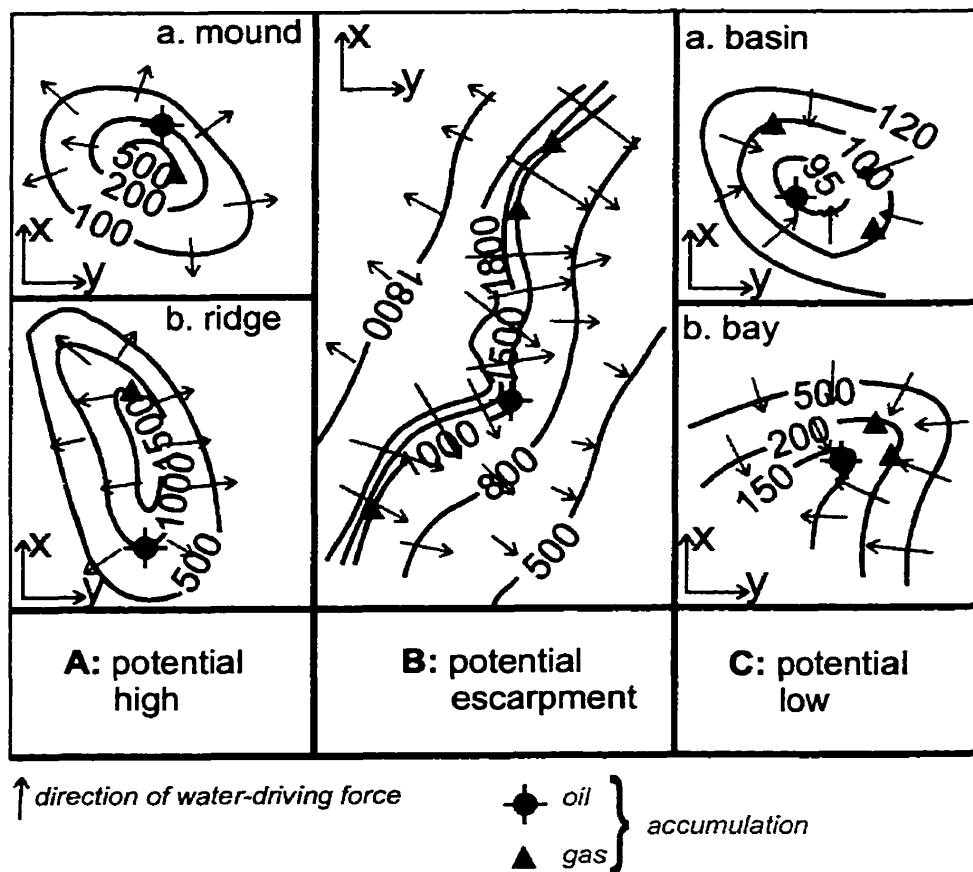 a. mound
500
200
100
x
y
b. ridge
1500
1000
500
x
y
A: potential
high
x
y
1800
1800
1500
1000
800
500
B: potential
escarpment
a. basin
120
100
95
x
y
b. bay
500
200
150
x
y
C: potential
low
direction of water-driving force
oil
gas
accumulation